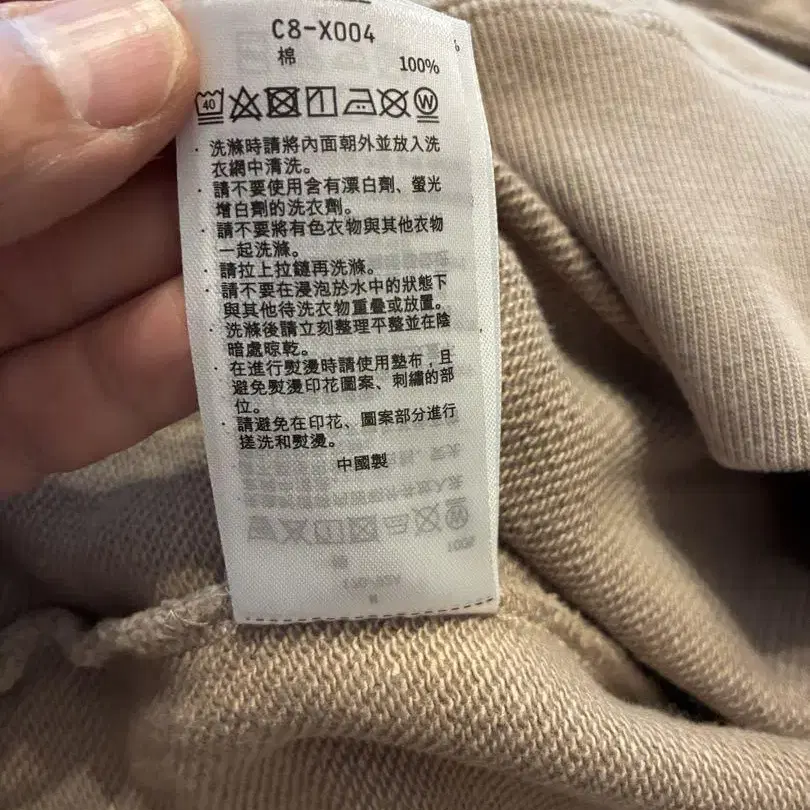 C8-X004
棉 100%
40 W
· 洗滌時請將內面朝外並放入洗
衣網中清洗。
· 請不要使用含有漂白劑、螢光
增白劑的洗衣劑。
· 請不要將有色衣物與其他衣物
一起洗滌。
· 請拉上拉鏈再洗滌。
· 請不要在浸泡於水中的狀態下
與其他待洗衣物重疊或放置。
· 洗滌後請立刻整理平整並在陰
暗處晾乾。
· 在進行熨燙時請使用墊布,且
避免熨燙印花圖案、刺繡的部
位。
· 請避免在印花、圖案部分進行
搓洗和熨燙。
中國製